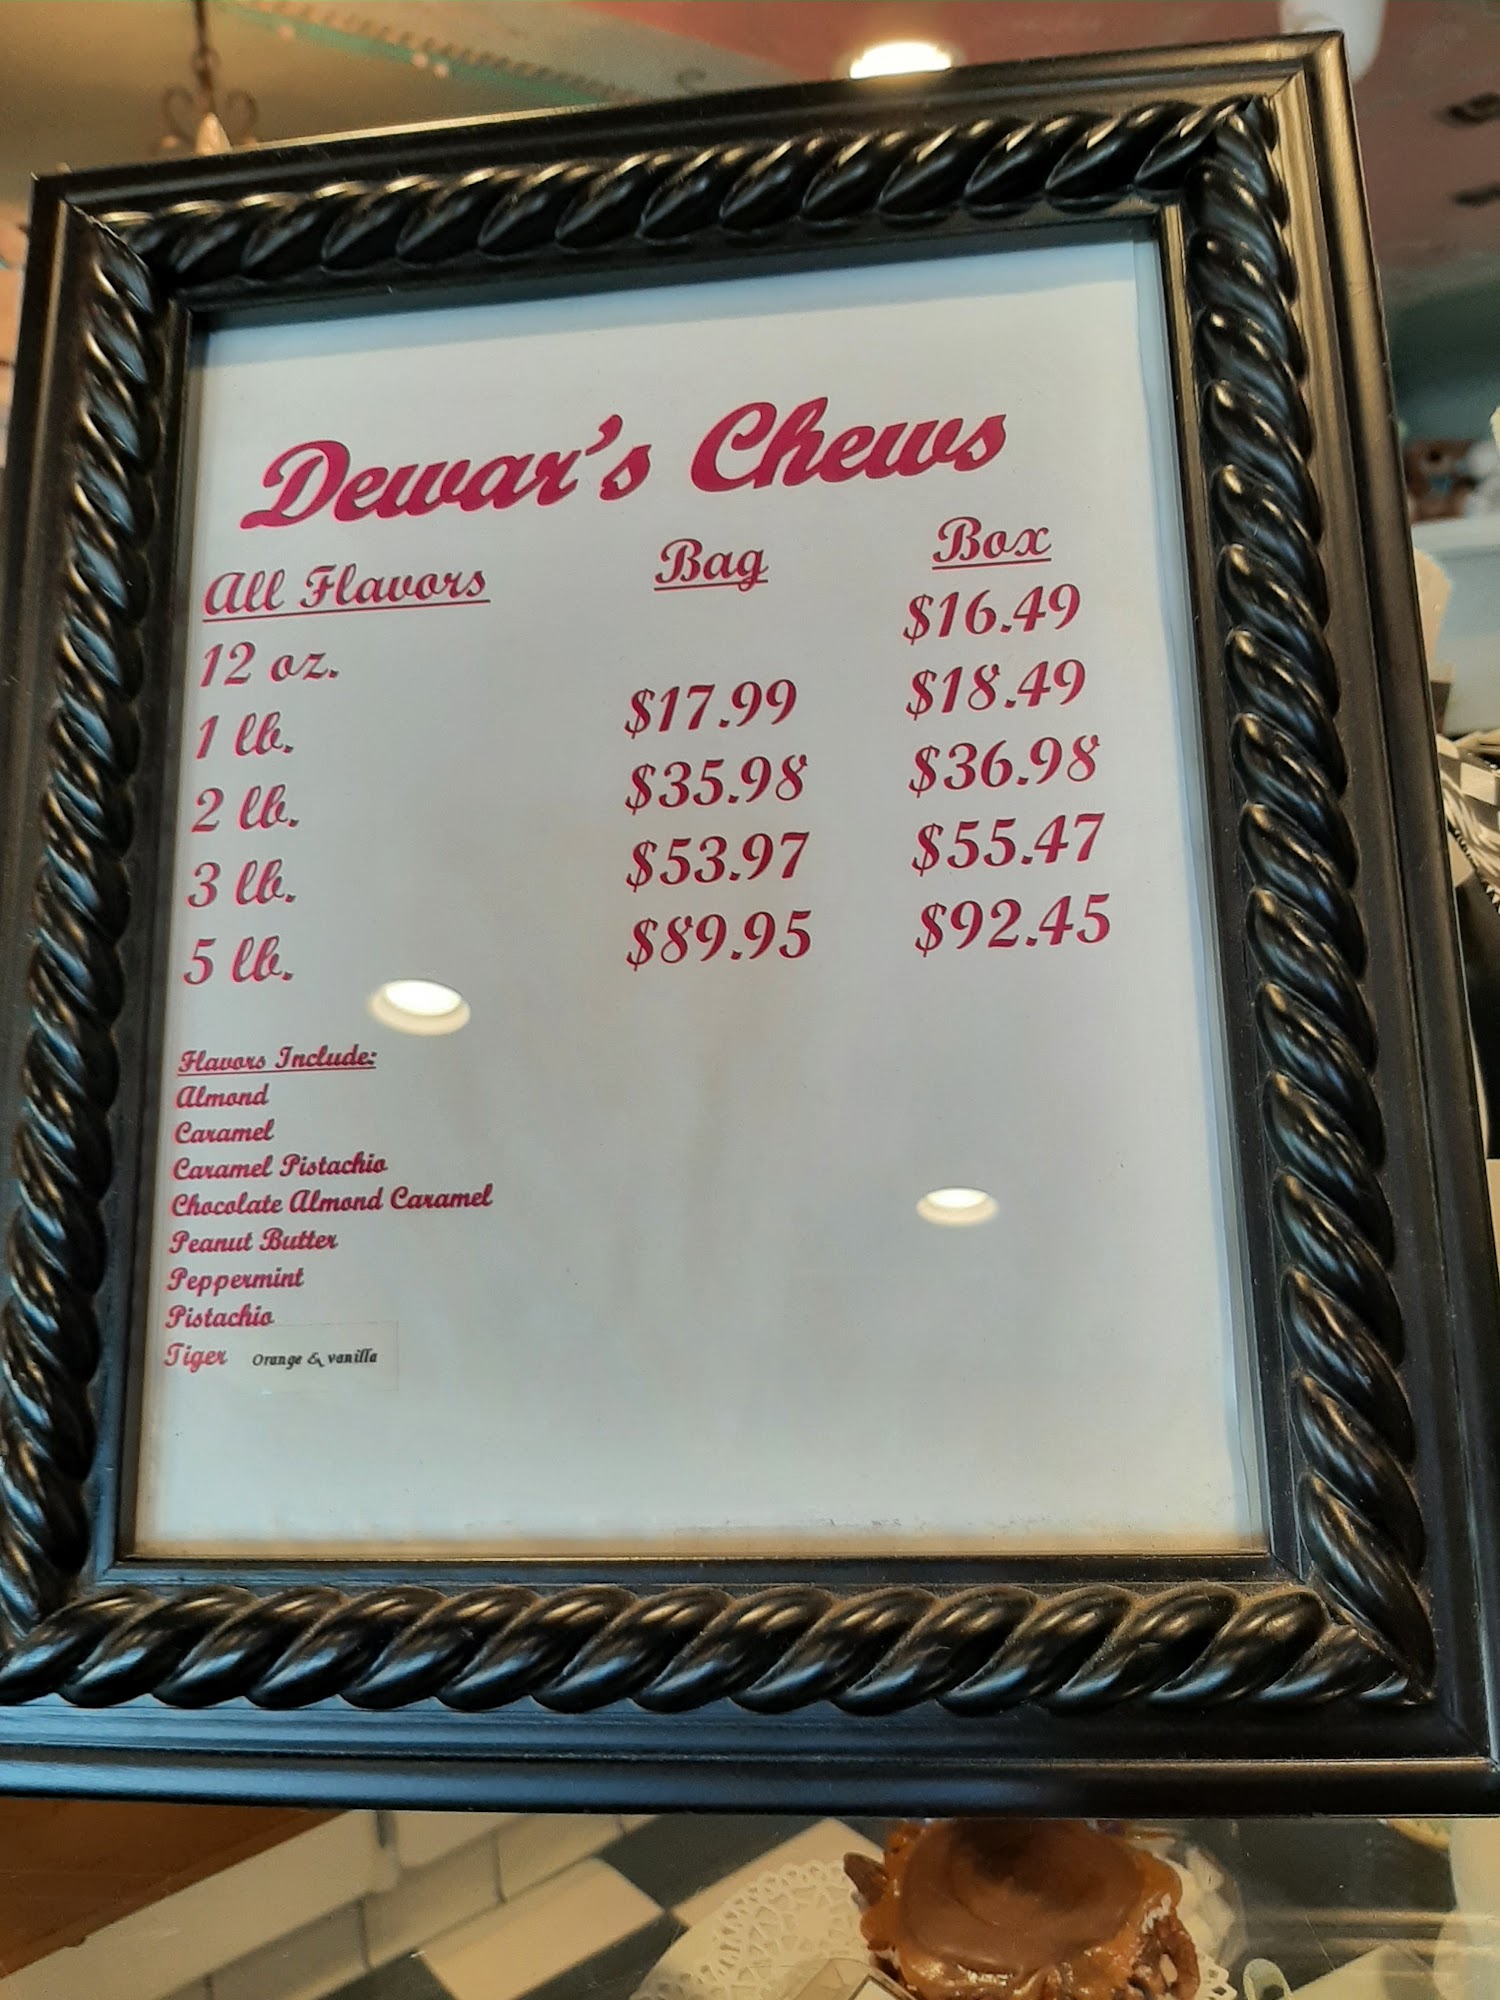 Dewar's Chews
All Flavors Bag Box
12 oz. $16.49
1 lb. $17.99 $18.49
2 lb. $35.98 $36.98
3 lb. $53.97 $55.47
5 lb. $89.95 $92.45
Flavors Include:
Almond
Caramel
Caramel Pistachio
Chocolate Almond Caramel
Peanut Butter
Peppermint
Pistachio
Tiger Orange & vanilla